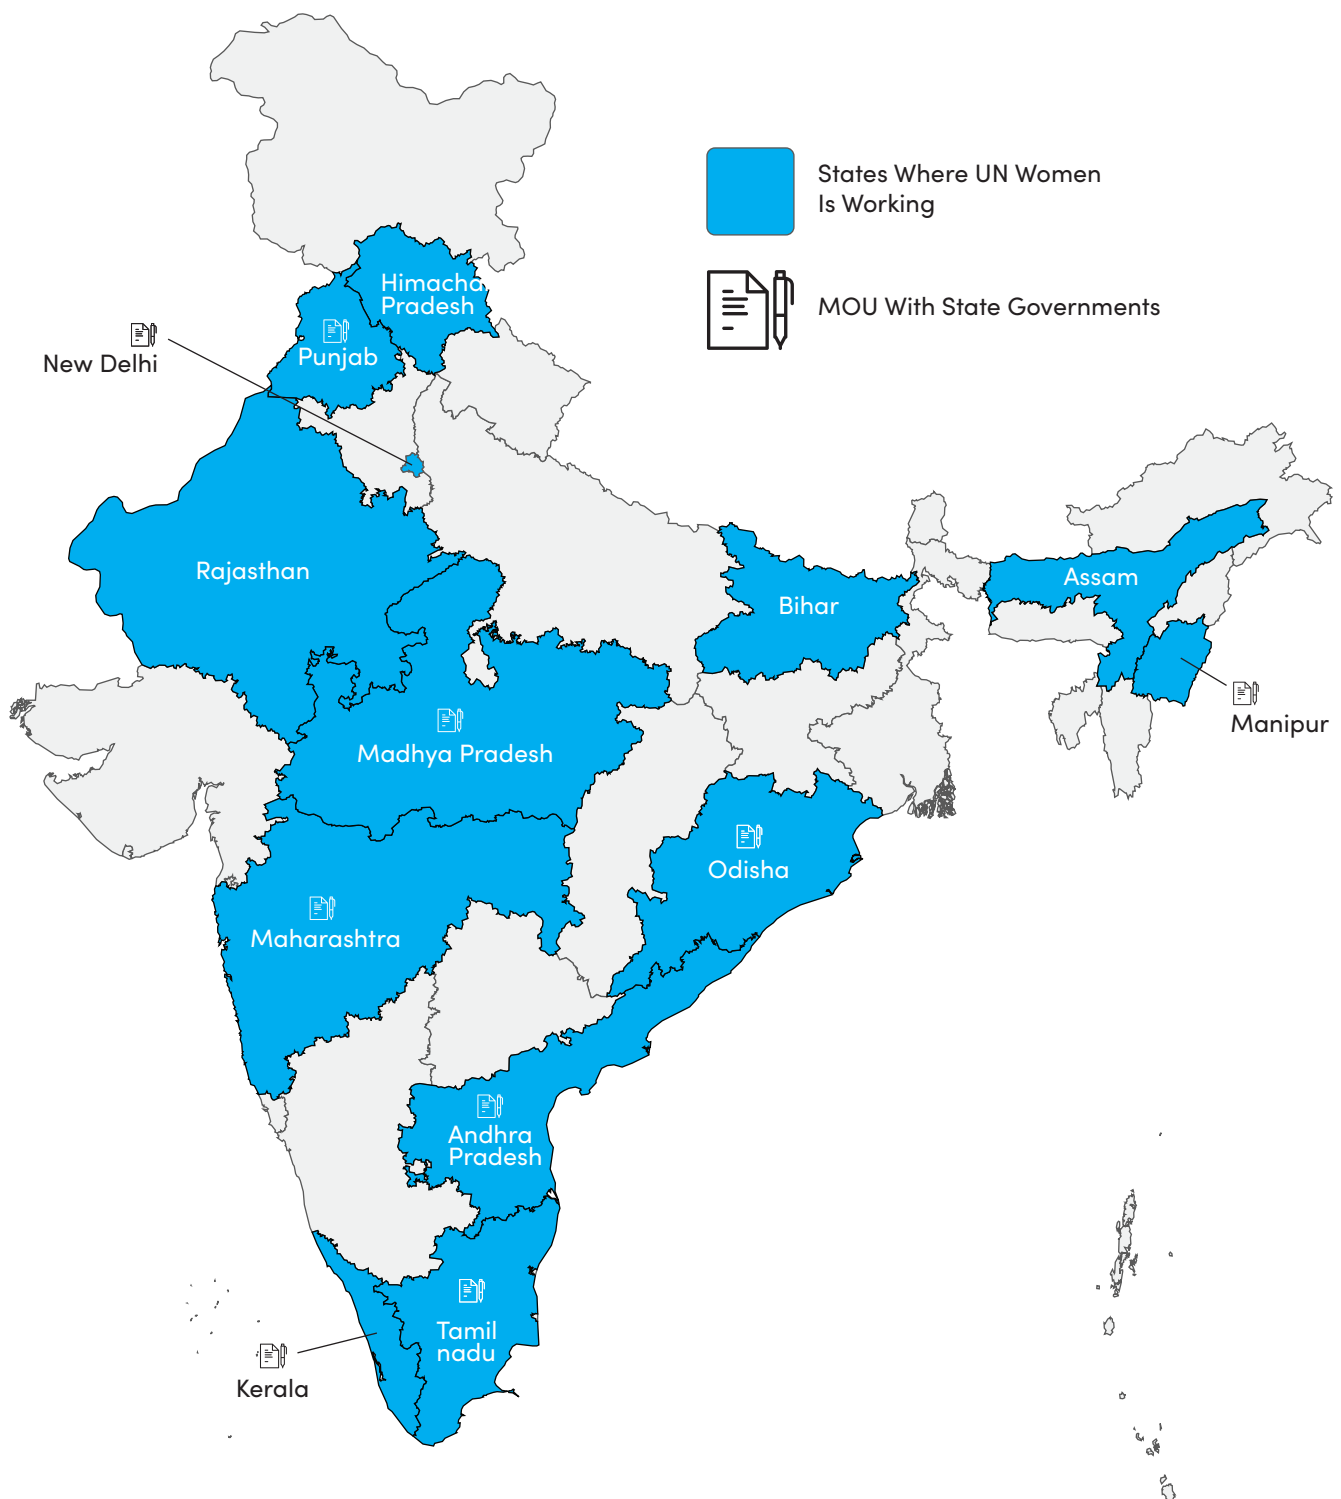 States Where UN Women
Is Working
MOU With State Governments
Himacha
Pradesh
Punjab
New Delhi
Rajasthan
Bihar
Assam
Manipur
Madhya Pradesh
Odisha
Maharashtra
Andhra
Pradesh
Tamil
nadu
Kerala